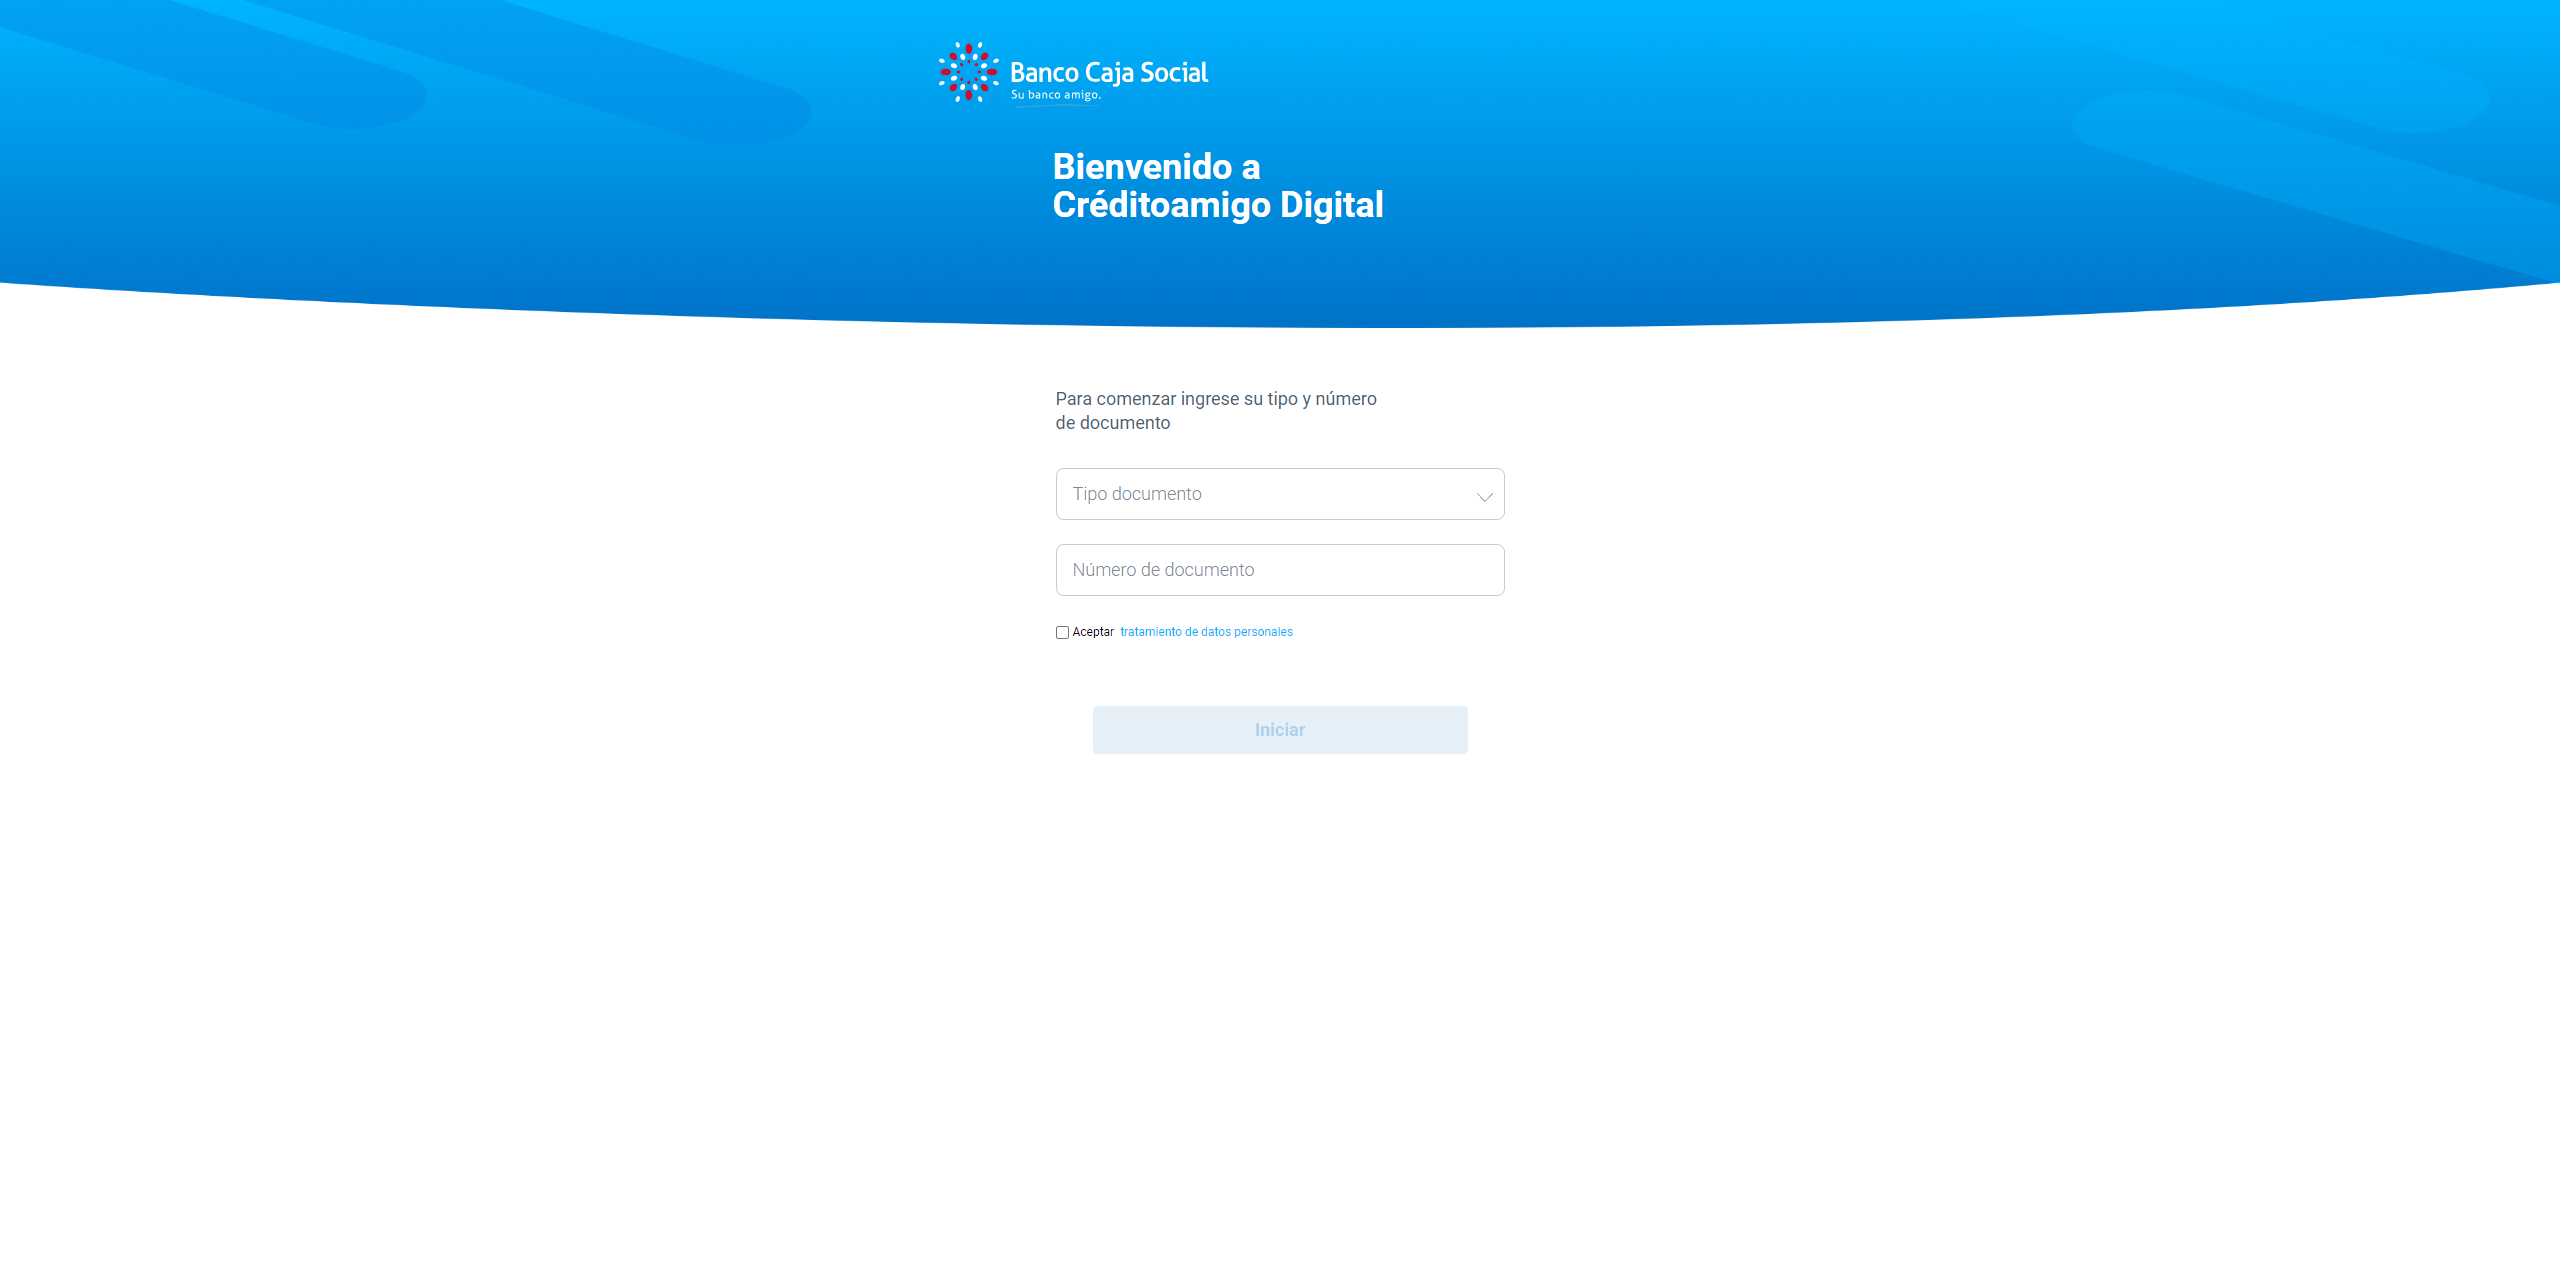 Banco Caja Social
Su banco amigo.
Bienvenido a
Créditoamigo Digital
Para comenzar ingrese su tipo y número
de documento
Tipo documento
Número de documento
Aceptar tratamiento de datos personales
Iniciar